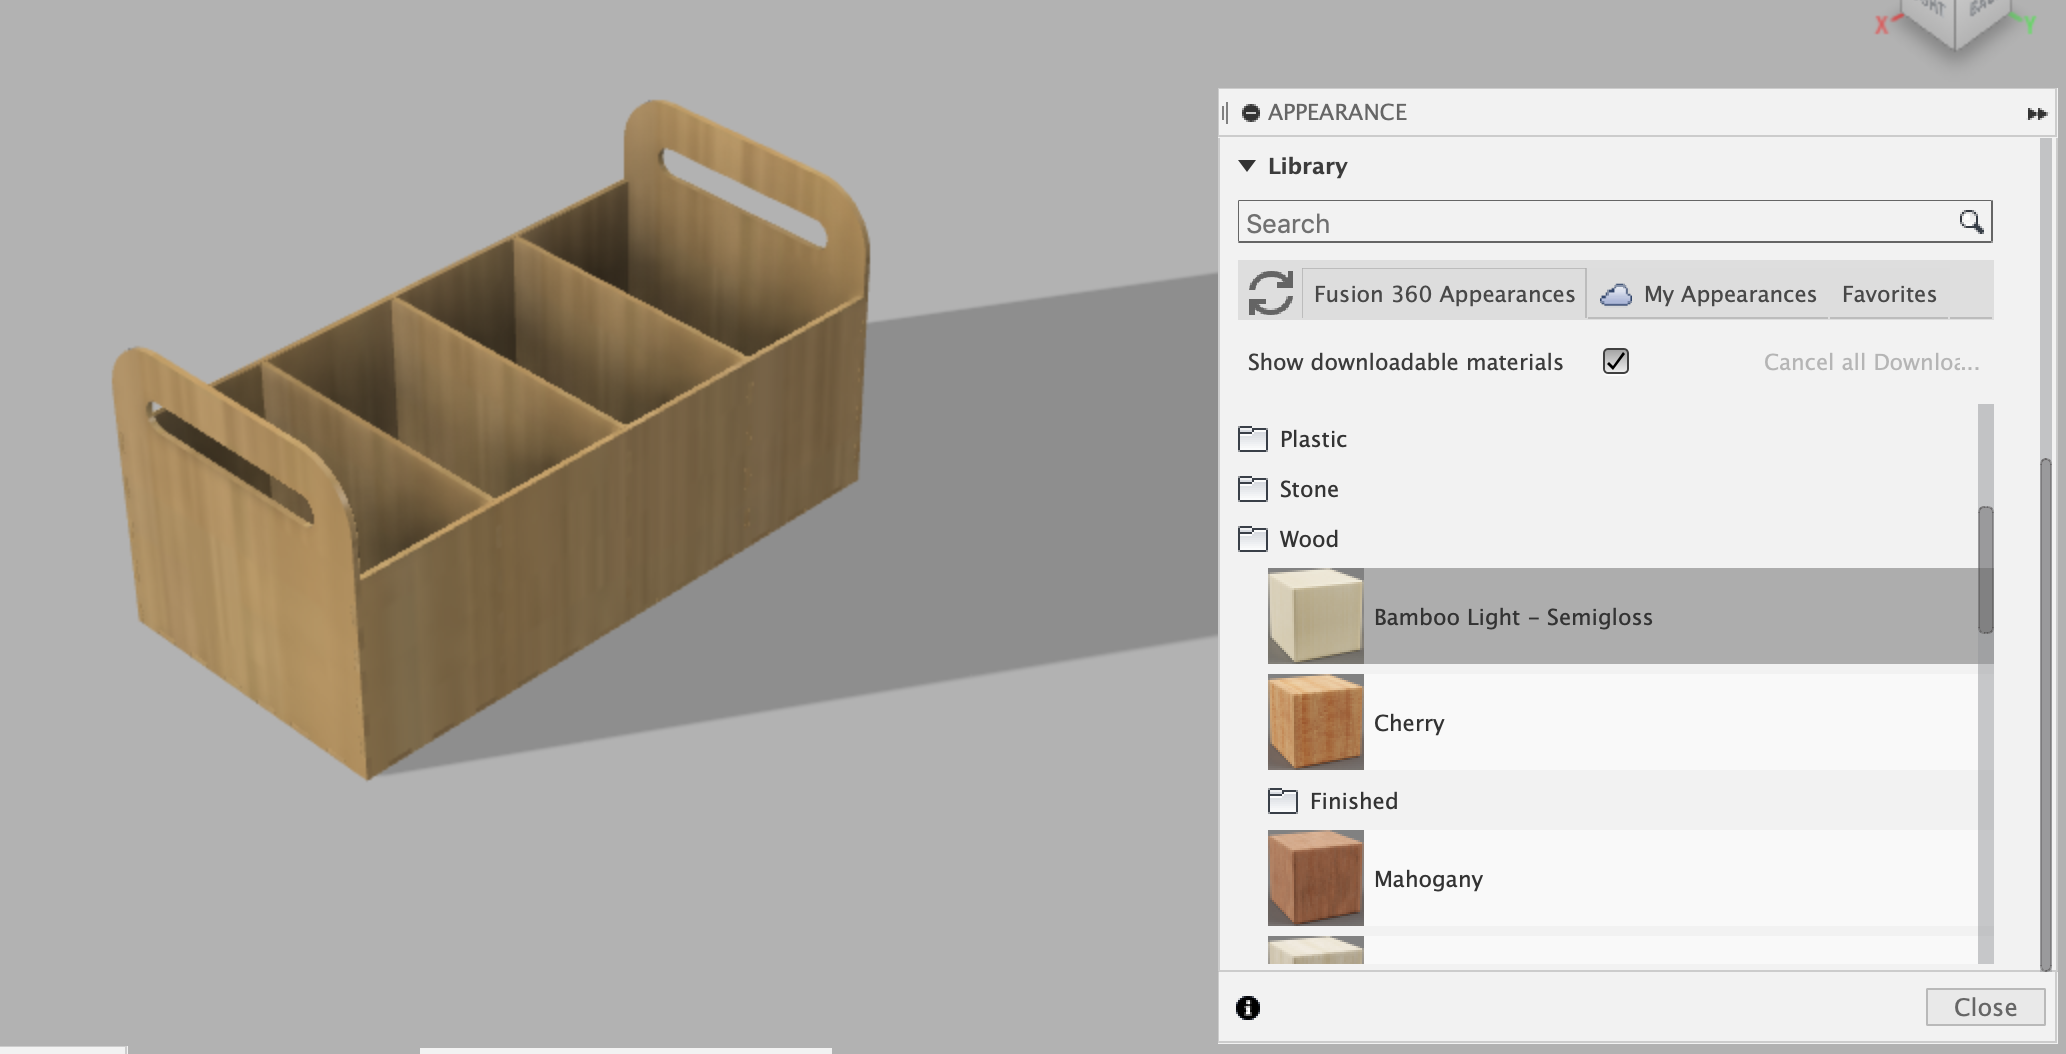 X
Y
APPEARANCE
Library
Search
Fusion 360 Appearances
My Appearances
Favorites
Show downloadable materials
Cancel all Downloa...
Plastic
Stone
Wood
Bamboo Light – Semigloss
Cherry
Finished
Mahogany
Close